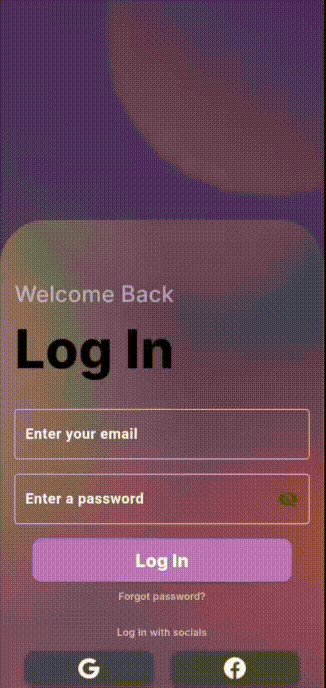 Welcome Back
Log In
Enter your email
Enter a password
Log In
Forgot password?
Log in with socials
G